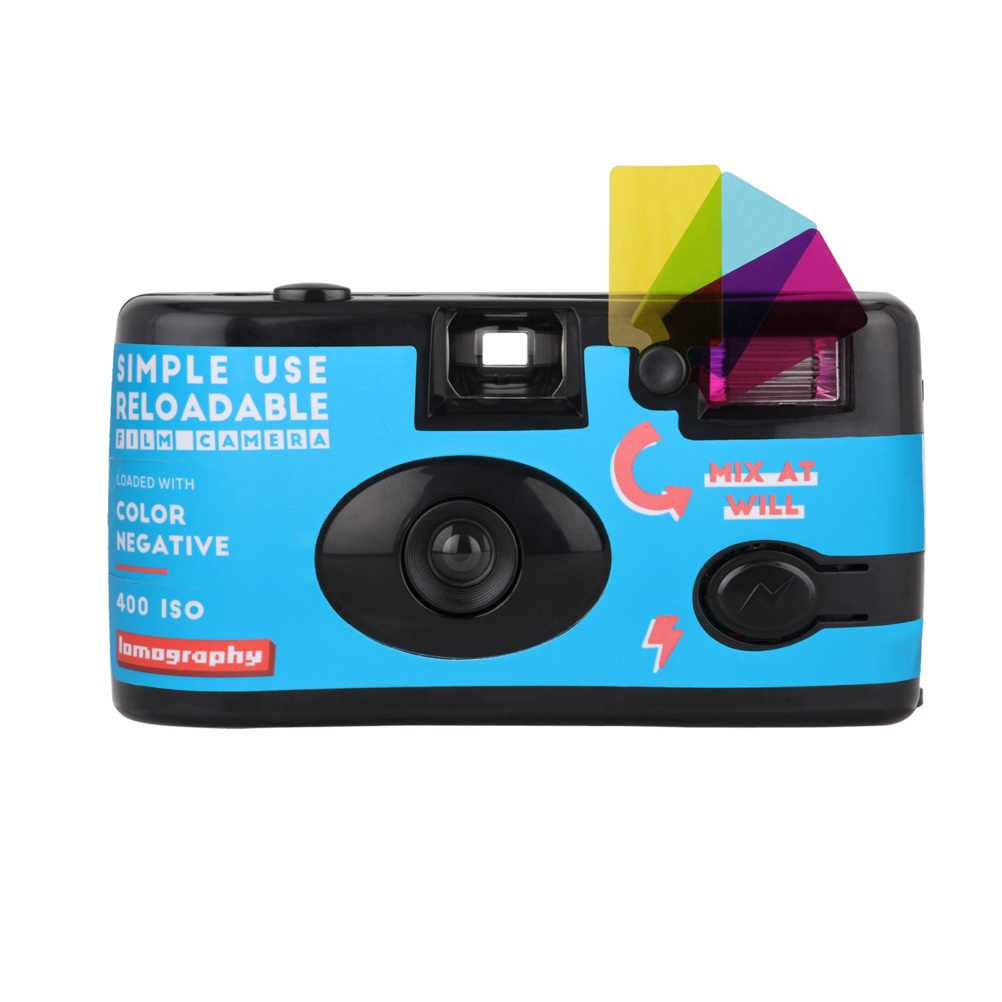 SIMPLE USE
RELOADABLE
FILM CAMERA
LOADED WITH
COLOR
NEGATIVE
400 ISO
lomography
MIX AT
WILL